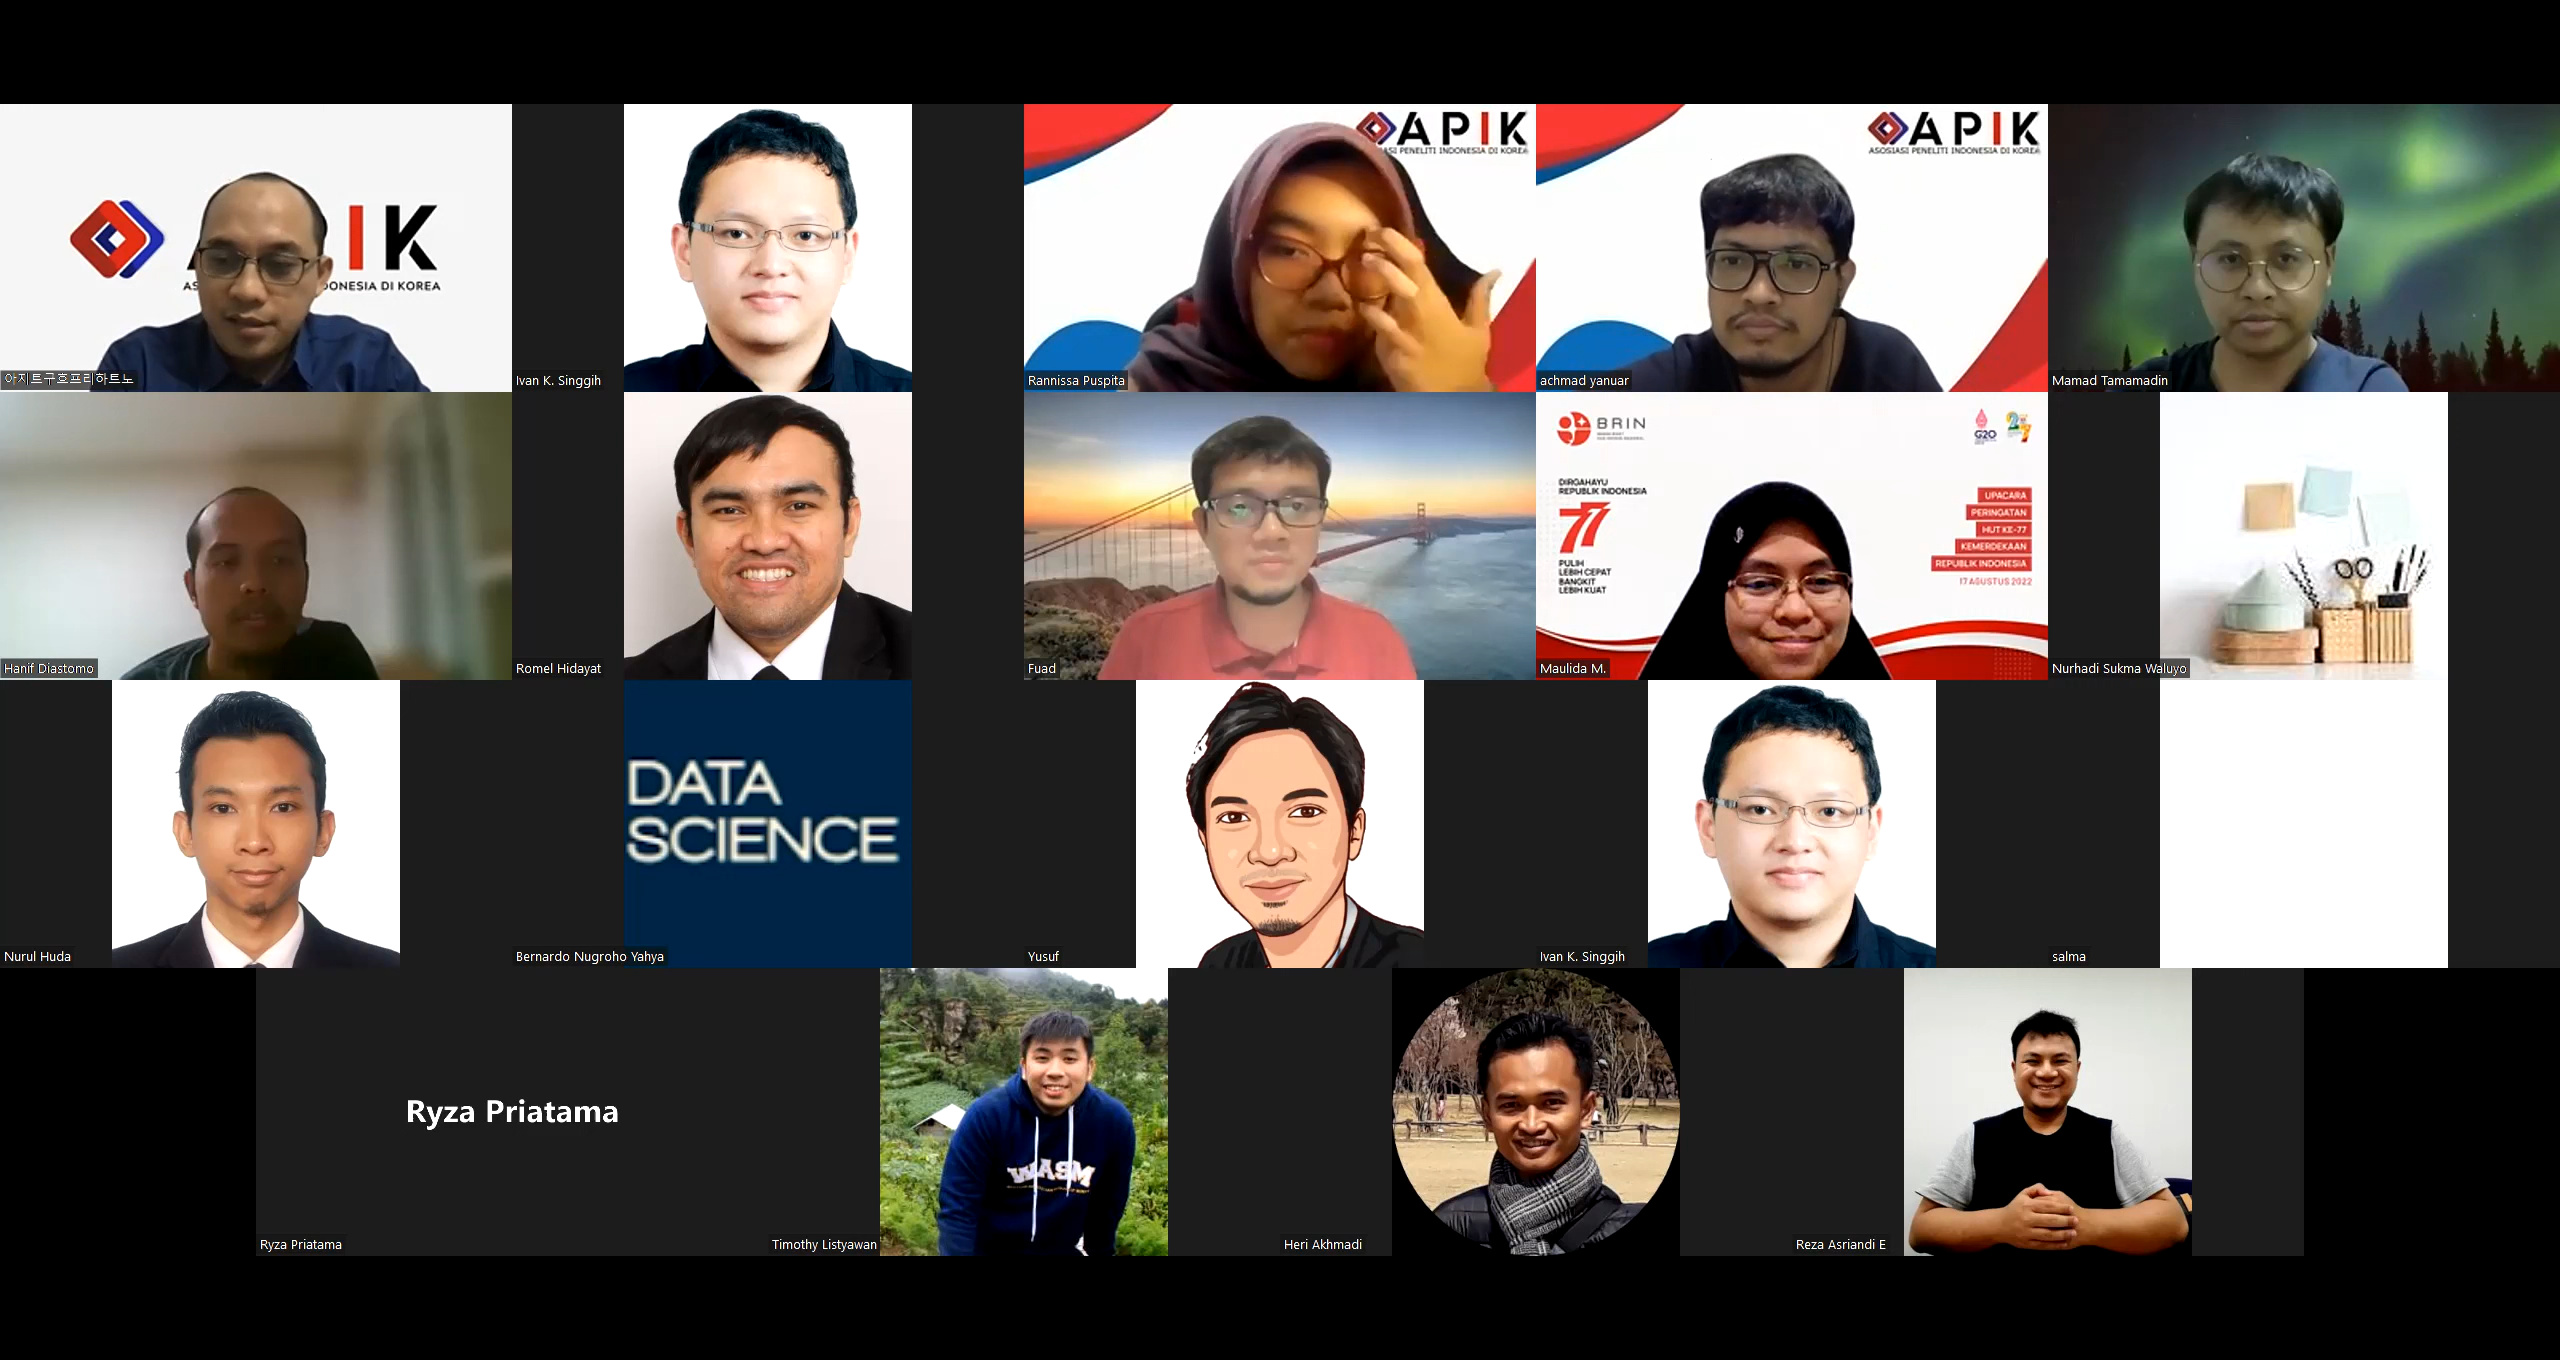 IK
DONESIA DI KOREA
아지트구흐프리하트노
Ivan K. Singgih
APIK
PENELITI INDONESIA DI KOREA
Rannissa Puspita
APIK
ASOSIASI PENELITI INDONESIA DI KOREA
achmad yanuar
Mamad Tamamadin
Hanif Diastomo
Romel Hidayat
Fuad
BRIN
G20
DIRGAHAYU
REPUBLIK INDONESIA
77
PULIH
LEBIH CEPAT
BANGKIT
LEBIH KUAT
UPACARA
PERINGATAN
HUT KE-77
KEMERDEKAAN
REPUBLIK INDONESIA
17 AGUSTUS 2022
Maulida M.
Nurhadi Sukma Waluyo
Nurul Huda
DATA
SCIENCE
Bernardo Nugroho Yahya
Yusuf
Ivan K. Singgih
salma
Ryza Priatama
Ryza Priatama
WASM
Timothy Listyawan
Heri Akhmadi
Reza Asriandi E